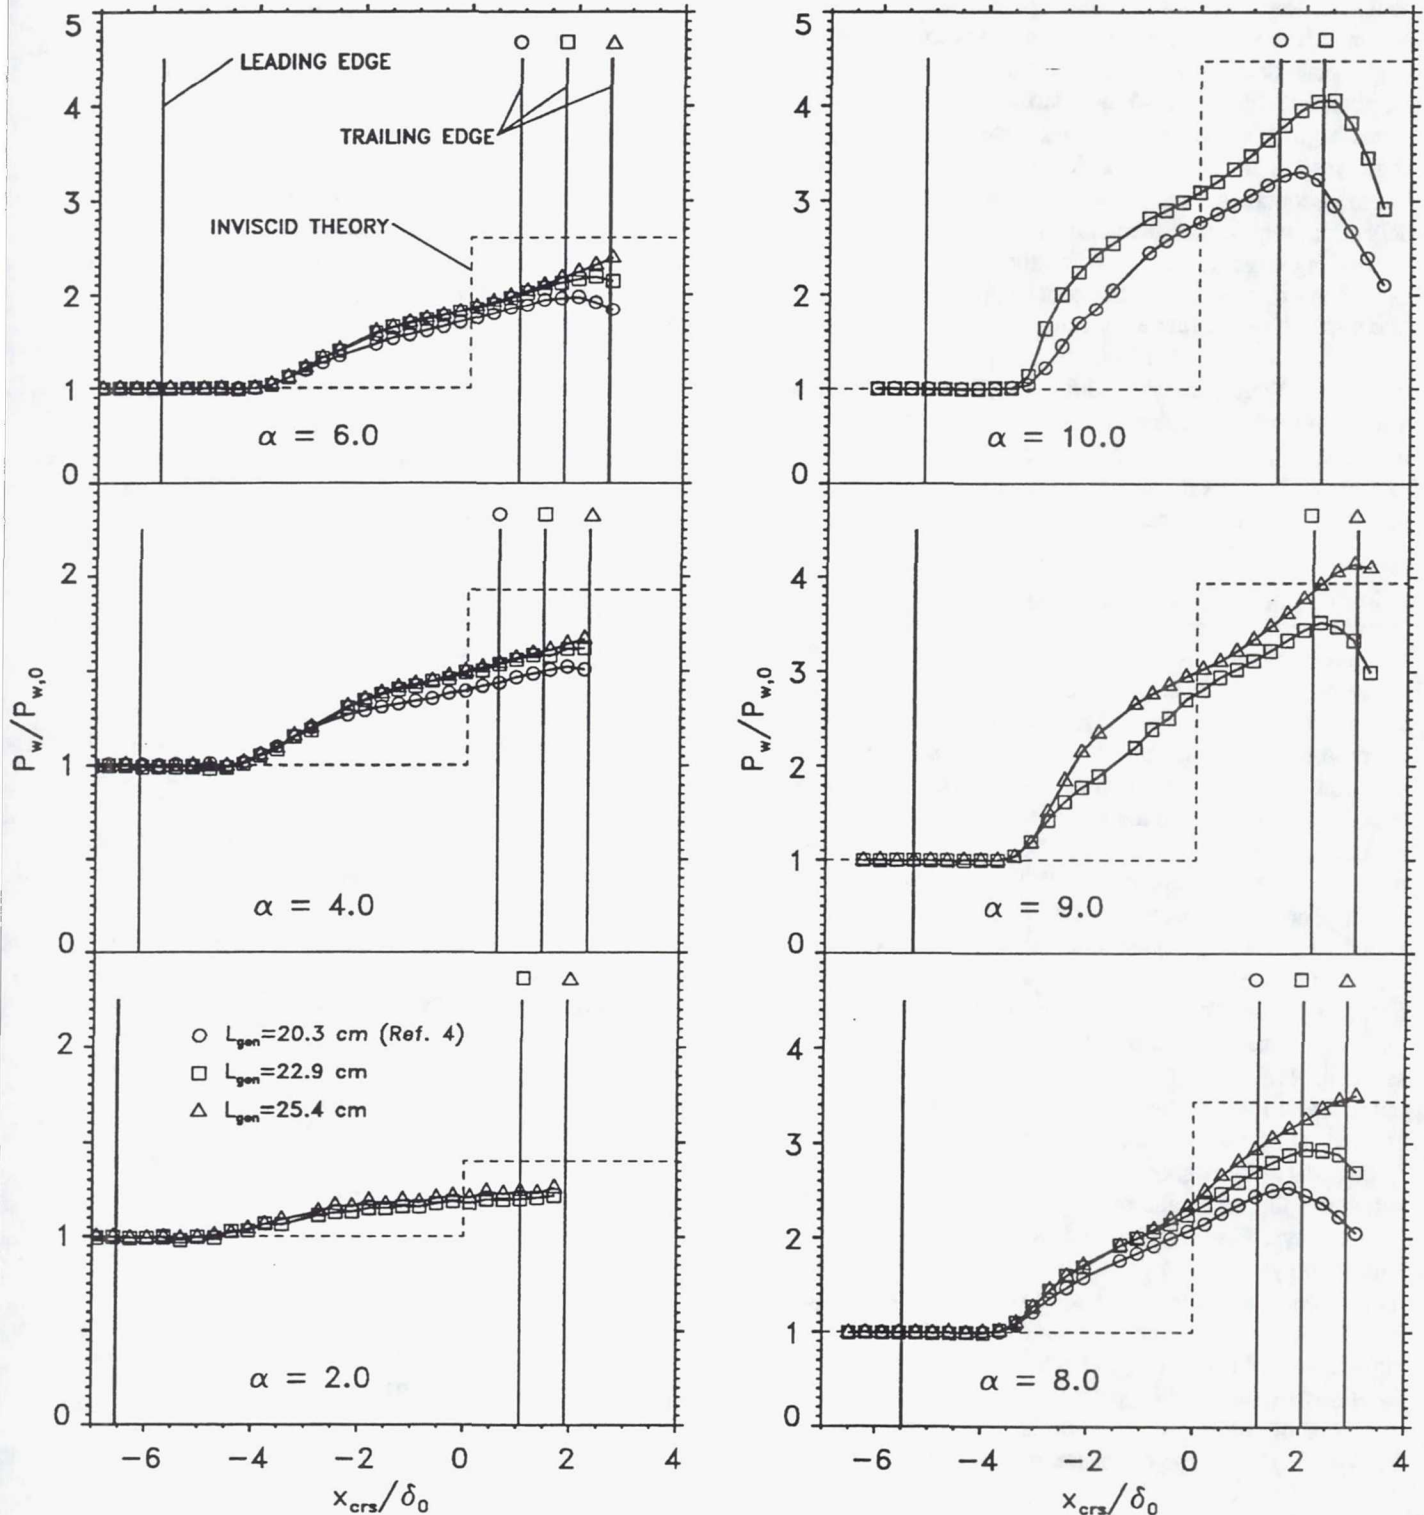 5
4
3
2
1
0
LEADING EDGE
TRAILING EDGE
INVISCID THEORY
α = 6.0
2
1
0
α = 4.0
P_w/P_w,0
2
1
0
L_gen=20.3 cm (Ref. 4)
L_gen=22.9 cm
L_gen=25.4 cm
α = 2.0
−6 −4 −2 0 2 4
x_crs/δ_0
5
4
3
2
1
0
α = 10.0
4
3
2
1
0
α = 9.0
P_w/P_w,0
4
3
2
1
0
α = 8.0
−6 −4 −2 0 2 4
x_crs/δ_0